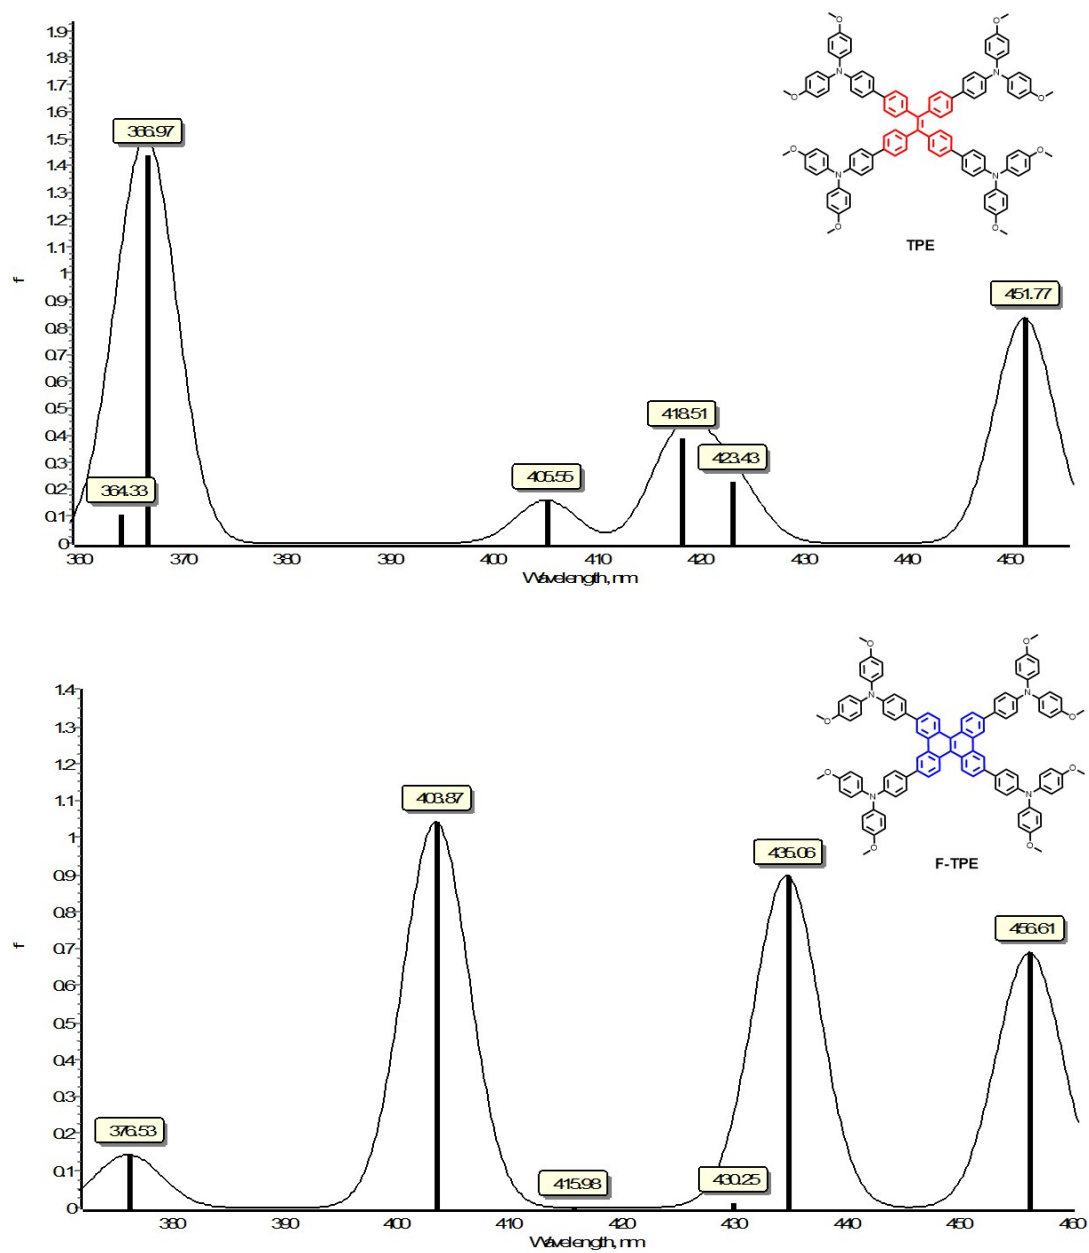 1.9
1.8
1.7
1.6
1.5
1.4
1.3
1.2
1.1
1
0.9
0.8
0.7
0.6
0.5
0.4
0.3
0.2
0.1
0
f
366.97
364.33
405.55
418.51
423.43
451.77
360 370 380 390 400 410 420 430 440 450
Wavelength, nm
O O O O
N N
O O
O O
N N
O O O O
TPE
1.4
1.3
1.2
1.1
1
0.9
0.8
0.7
0.6
0.5
0.4
0.3
0.2
0.1
0
f
376.53
403.87
415.98
430.25
435.06
456.61
380 390 400 410 420 430 440 450 460
Wavelength, nm
O O
N N
O O
O O
N N
O O
F-TPE